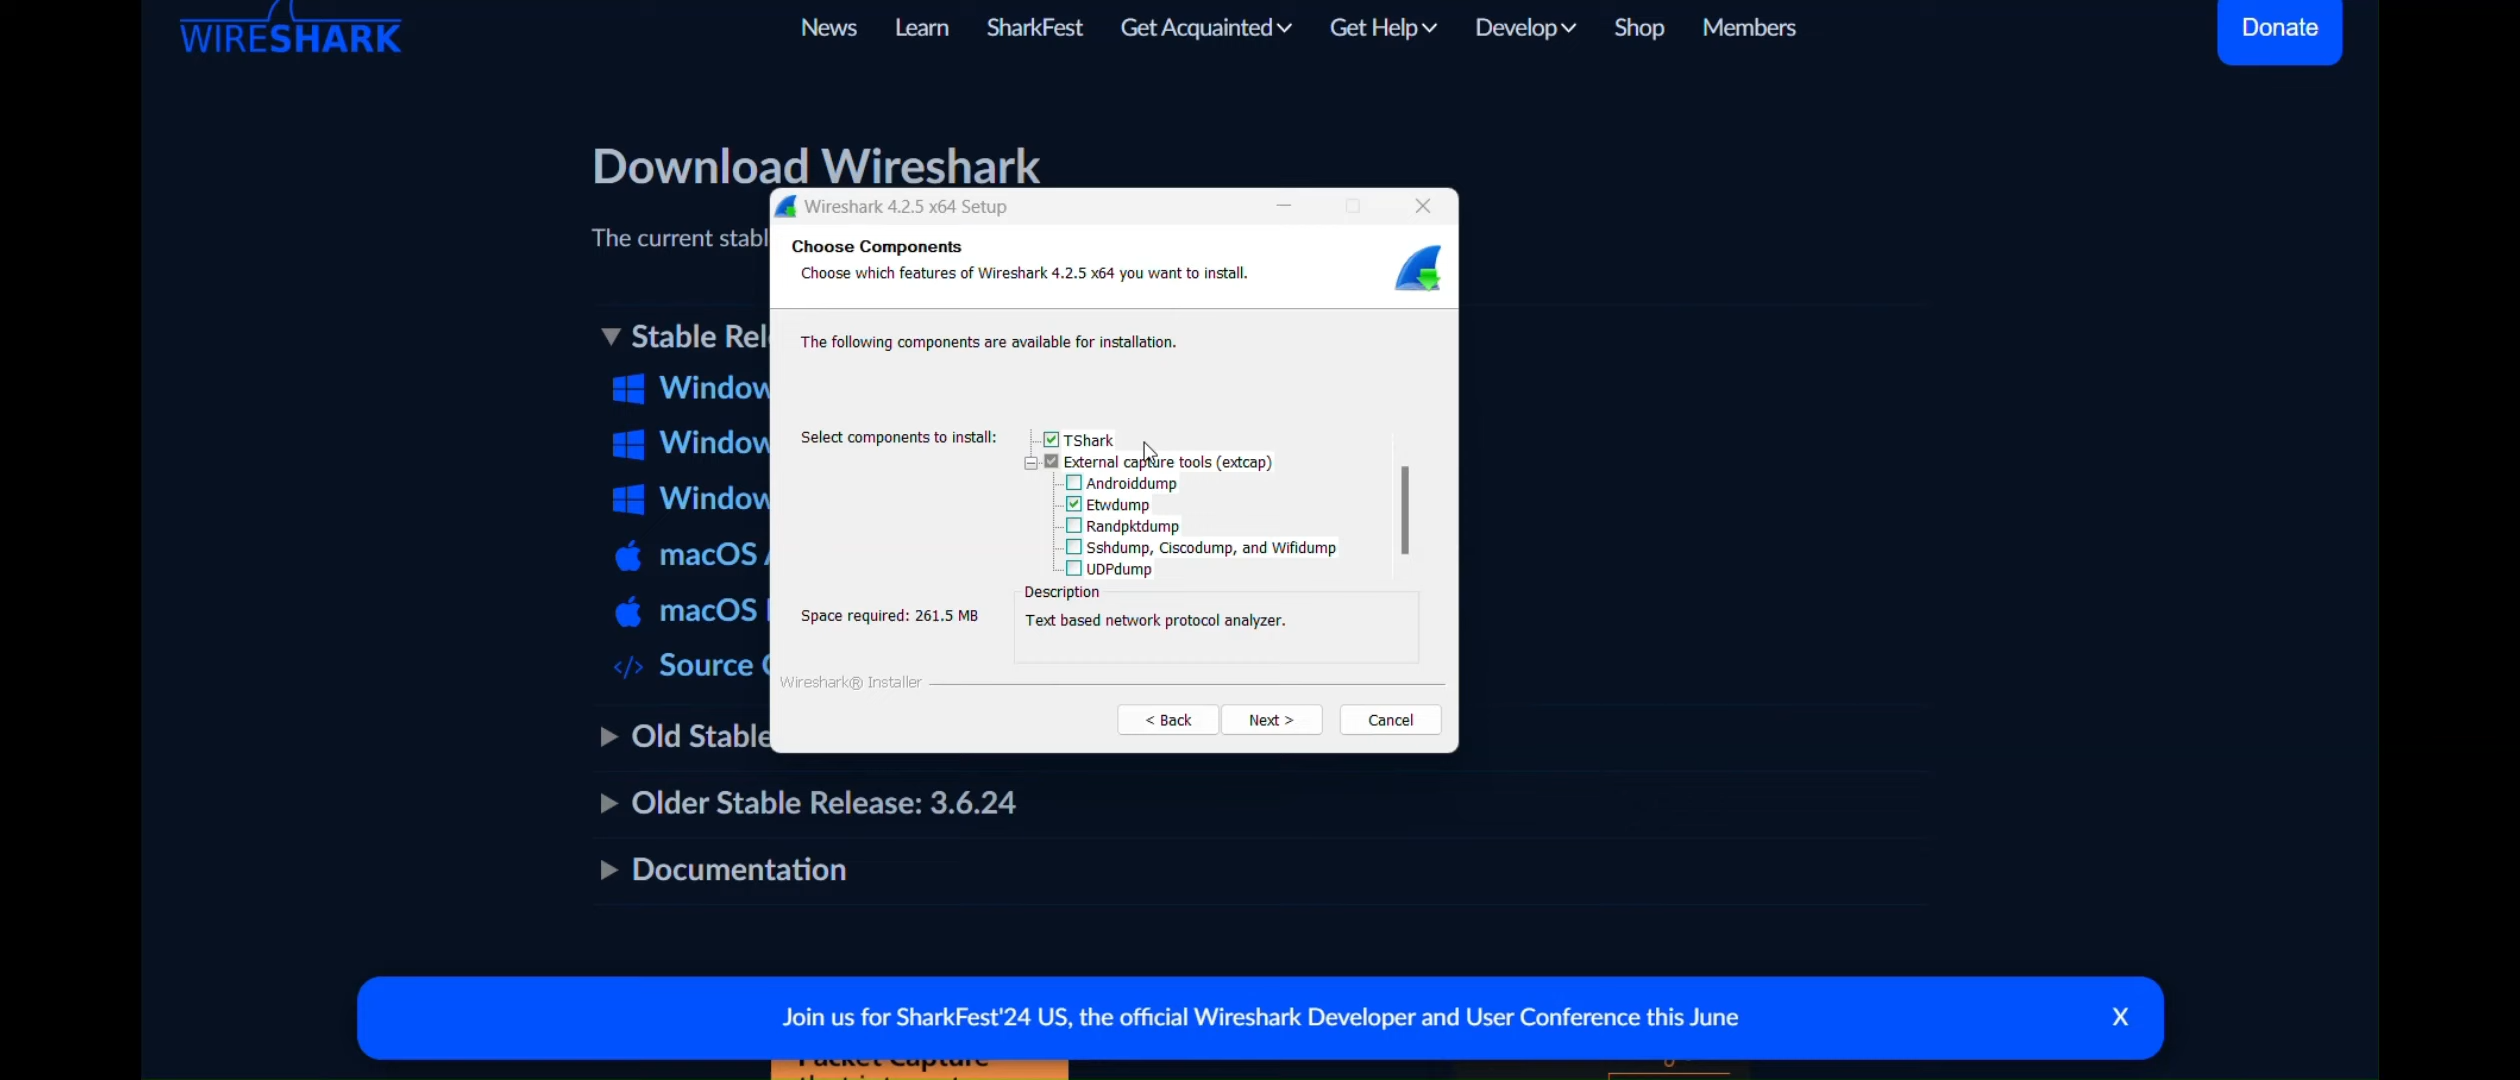 WIRESHARK
News
Learn
SharkFest
Get Acquainted
Get Help
Develop
Shop
Members
Donate
Download Wireshark
The current stabl
Stable Rel
Window
Window
Window
macOS
macOS
Source
Old Stable
Older Stable Release: 3.6.24
Documentation
Wireshark 4.2.5 x64 Setup
Choose Components
Choose which features of Wireshark 4.2.5 x64 you want to install.
The following components are available for installation.
Select components to install:
TShark
External capture tools (extcap)
Androiddump
Etwdump
Randpktdump
Sshdump, Ciscodump, and Wifidump
UDPdump
Space required: 261.5 MB
Description
Text based network protocol analyzer.
Wireshark® Installer
< Back
Next >
Cancel
Join us for SharkFest'24 US, the official Wireshark Developer and User Conference this June
X
Packet Capture